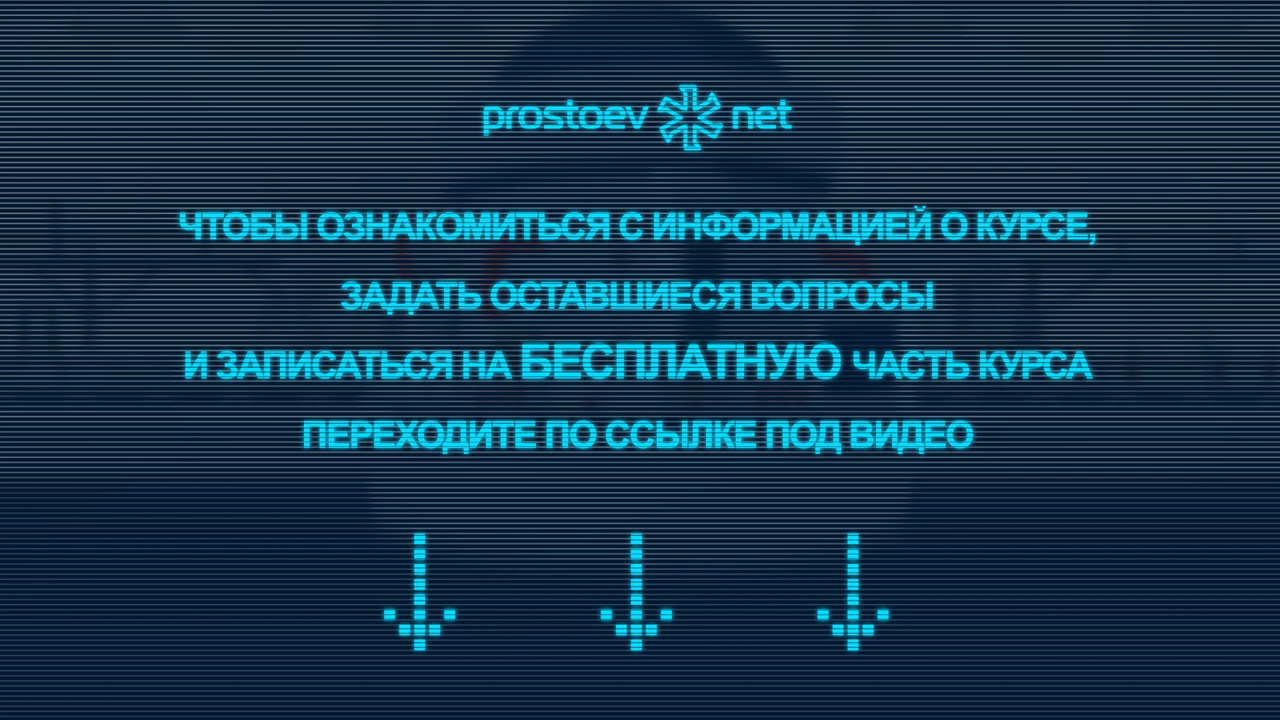 prostoev net
ЧТОБЫ ОЗНАКОМИТЬСЯ С ИНФОРМАЦИЕЙ О КУРСЕ,
ЗАДАТЬ ОСТАВШИЕСЯ ВОПРОСЫ
И ЗАПИСАТЬСЯ НА БЕСПЛАТНУЮ ЧАСТЬ КУРСА
ПЕРЕХОДИТЕ ПО ССЫЛКЕ ПОД ВИДЕО